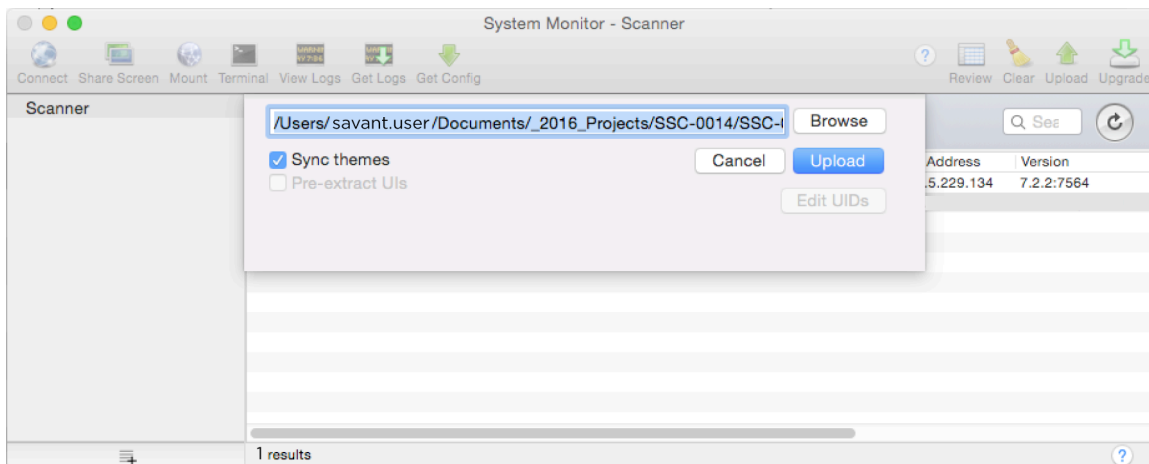 System Monitor - Scanner
Connect Share Screen Mount Terminal View Logs Get Logs Get Config ? Review Clear Upload Upgrade
Scanner
/Users/savant.user/Documents/_2016_Projects/SSC-0014/SSC- Browse
Sea
Sync themes Cancel Upload
Address Version
Pre-extract UIs
.5.229.134 7.2.2:7564
Edit UIDs
1 results ?